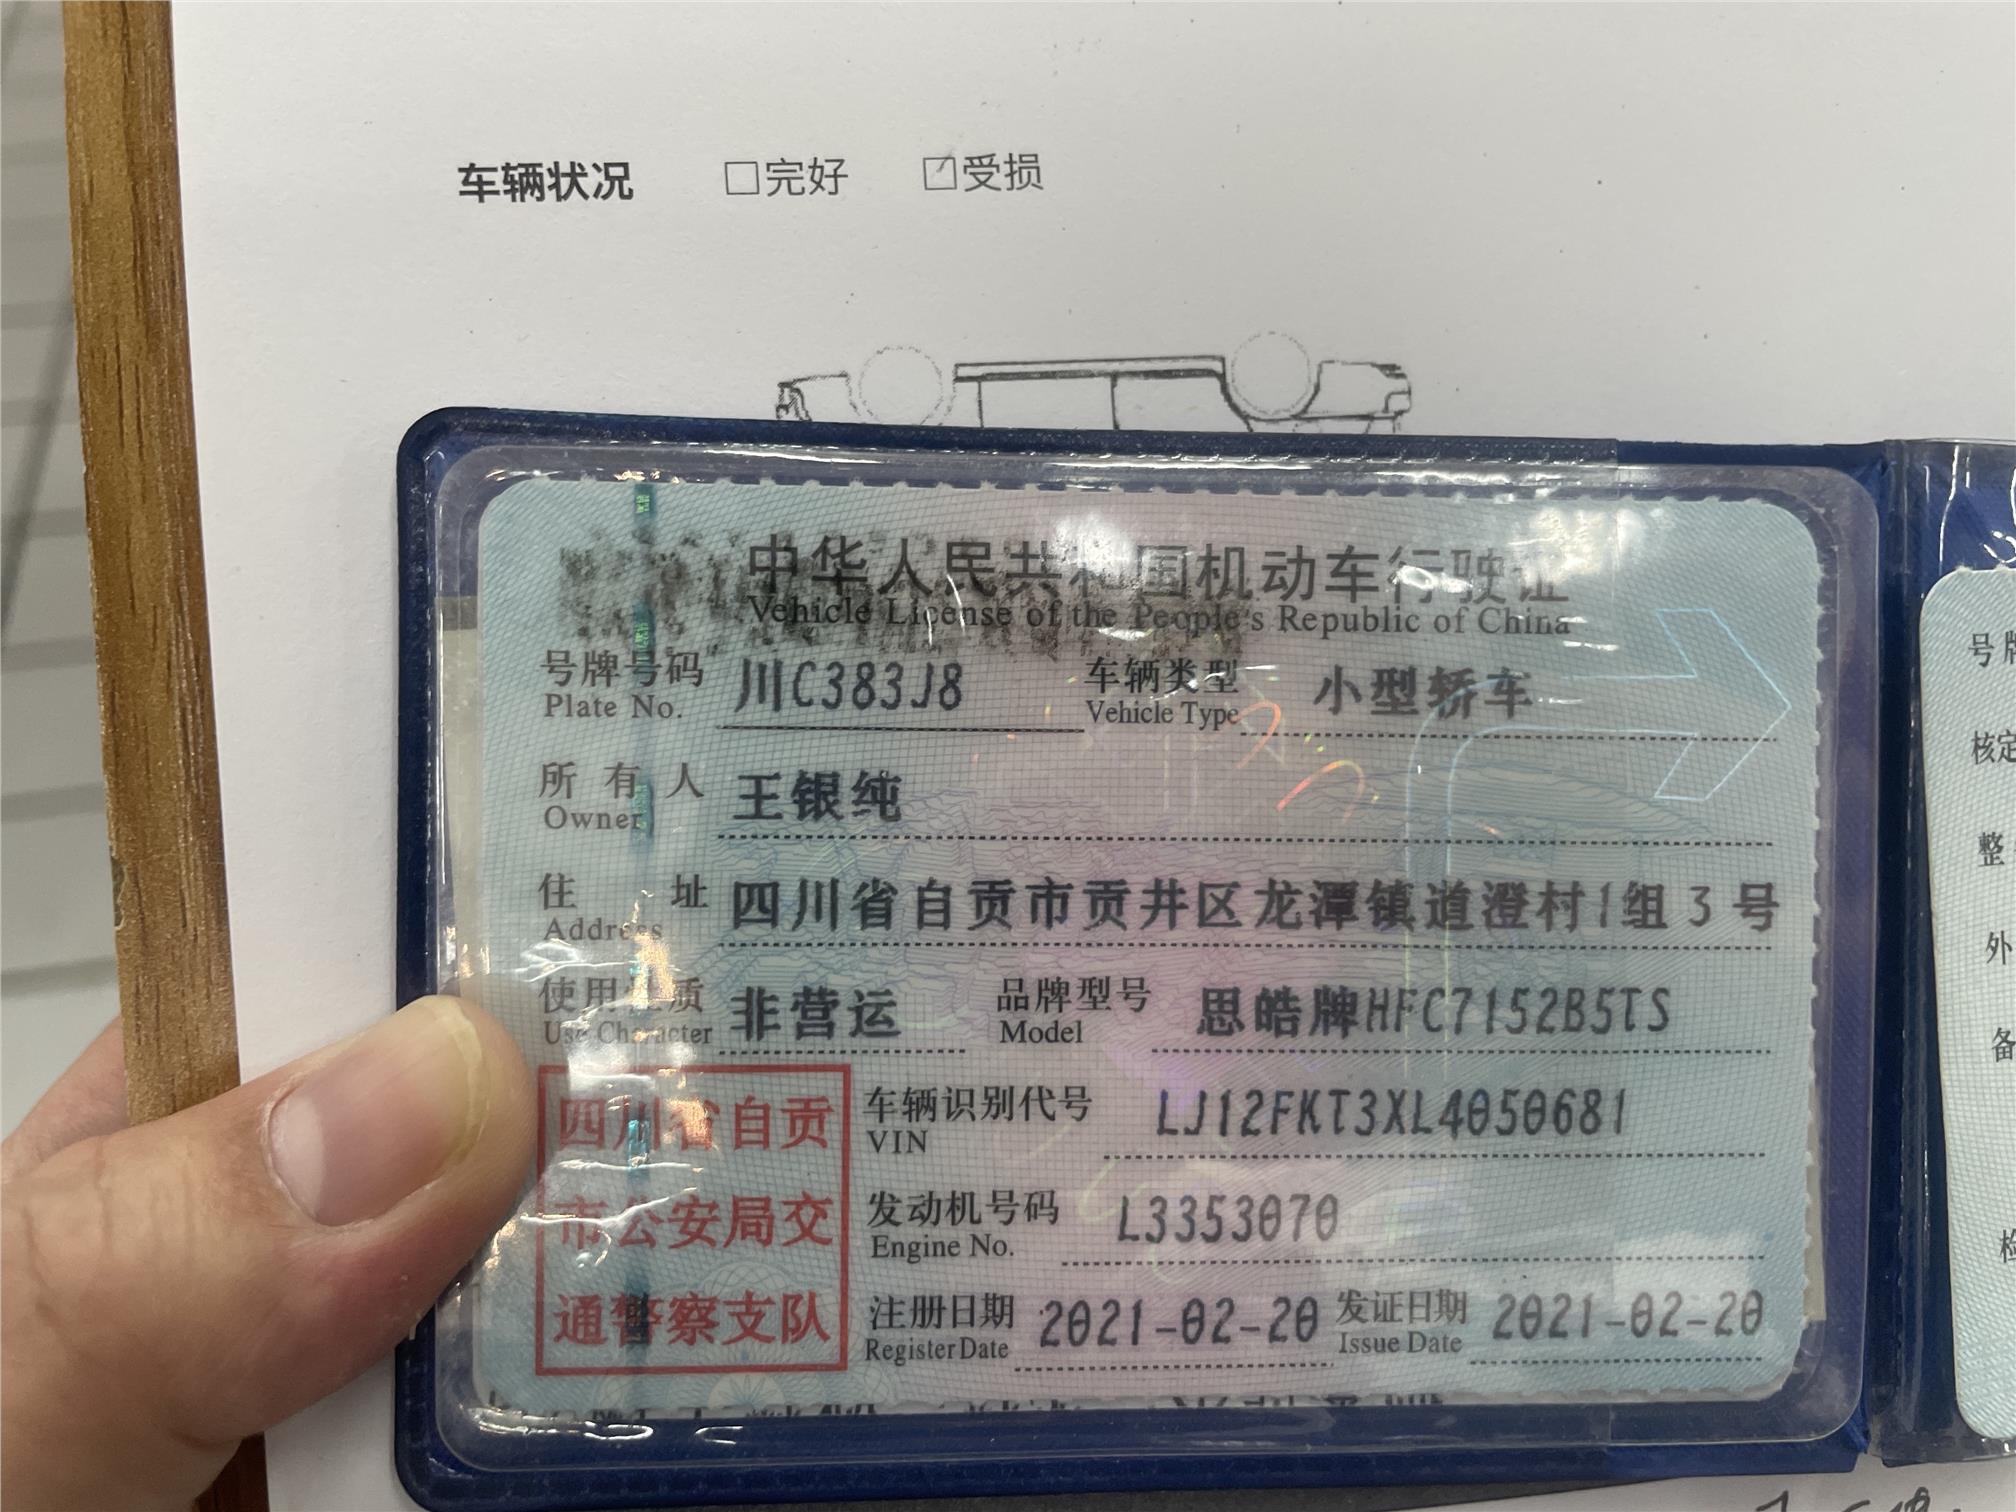 车辆状况 □完好 ☑受损
中华人民共和国机动车行驶证
Vehicle License of the People's Republic of China
号牌号码 川C383J8 车辆类型 小型轿车
Plate No. Vehicle Type
所有人 王银纯
Owner
住址 四川省自贡市贡井区龙潭镇道澄村1组3号
Address
使用性质 非营运 品牌型号 思皓牌HFC7152B5TS
Use Character Model
四川省自贡
市公安局交
通警察支队
车辆识别代号 LJ12FKT3XL4050681
VIN
发动机号码 L3353070
Engine No.
注册日期 2021-02-20 发证日期 2021-02-20
Register Date Issue Date
号牌
核定
整
外
备
检